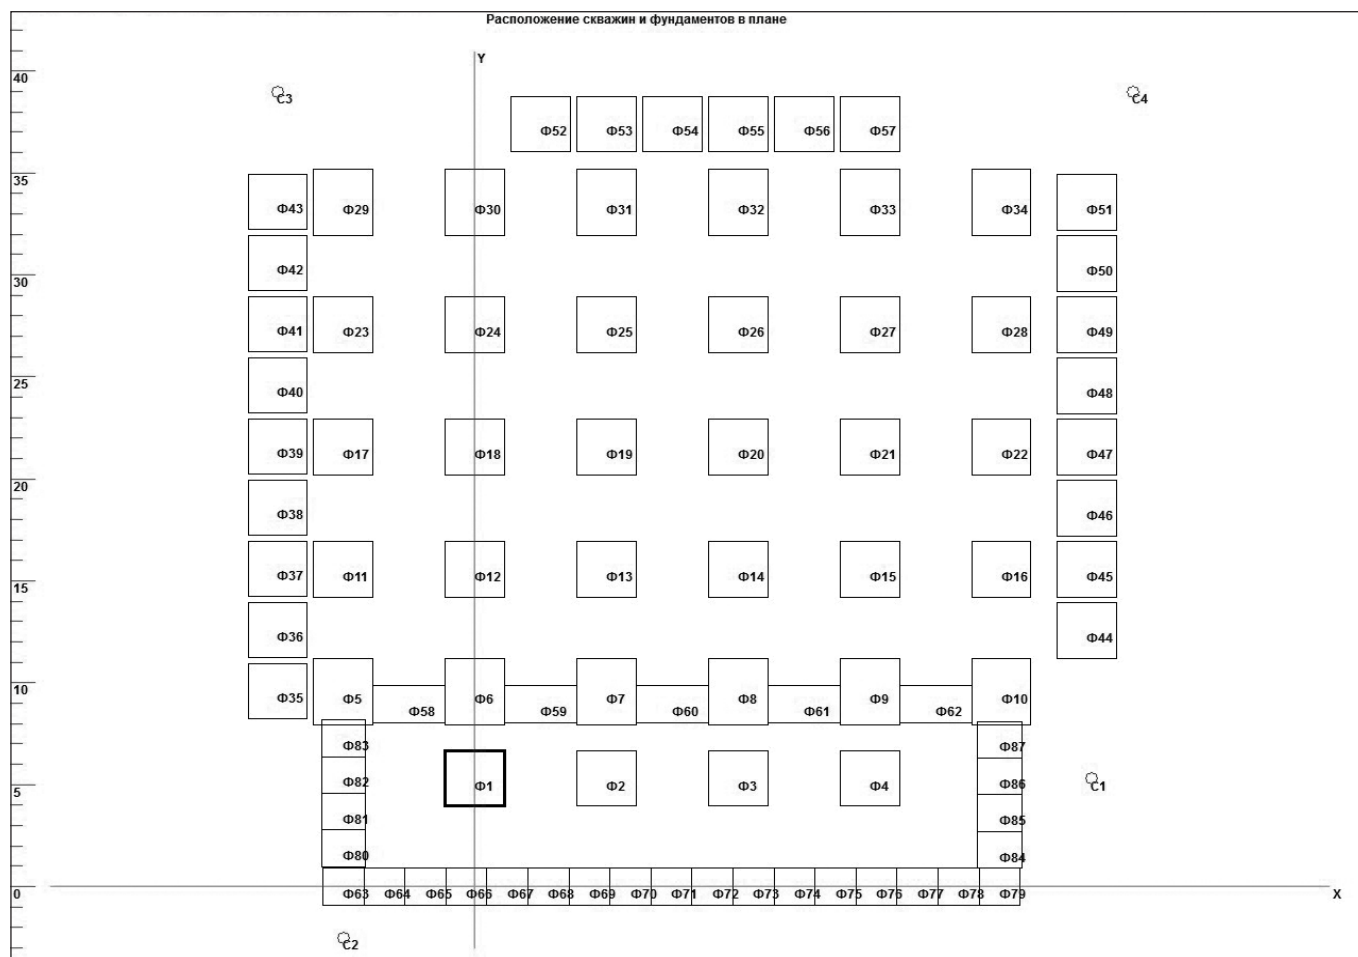 Расположение скважин и фундаментов в плане
Y
40
С3
С4
Ф52 Ф53 Ф54 Ф55 Ф56 Ф57
35
Ф43 Ф29 Ф30 Ф31 Ф32 Ф33 Ф34 Ф51
Ф42 Ф50
30
Ф41 Ф23 Ф24 Ф25 Ф26 Ф27 Ф28 Ф49
25
Ф40 Ф48
Ф39 Ф17 Ф18 Ф19 Ф20 Ф21 Ф22 Ф47
20
Ф38 Ф46
Ф37 Ф11 Ф12 Ф13 Ф14 Ф15 Ф16 Ф45
15
Ф36 Ф44
10
Ф35 Ф5 Ф6 Ф7 Ф8 Ф9 Ф10
Ф58 Ф59 Ф60 Ф61 Ф62
Ф83 Ф87
Ф82 Ф1 Ф2 Ф3 Ф4 Ф86 С1
5
Ф81 Ф85
Ф80 Ф84
0 Ф63 Ф64 Ф65 Ф66 Ф67 Ф68 Ф69 Ф70 Ф71 Ф72 Ф73 Ф74 Ф75 Ф76 Ф77 Ф78 Ф79 X
С2